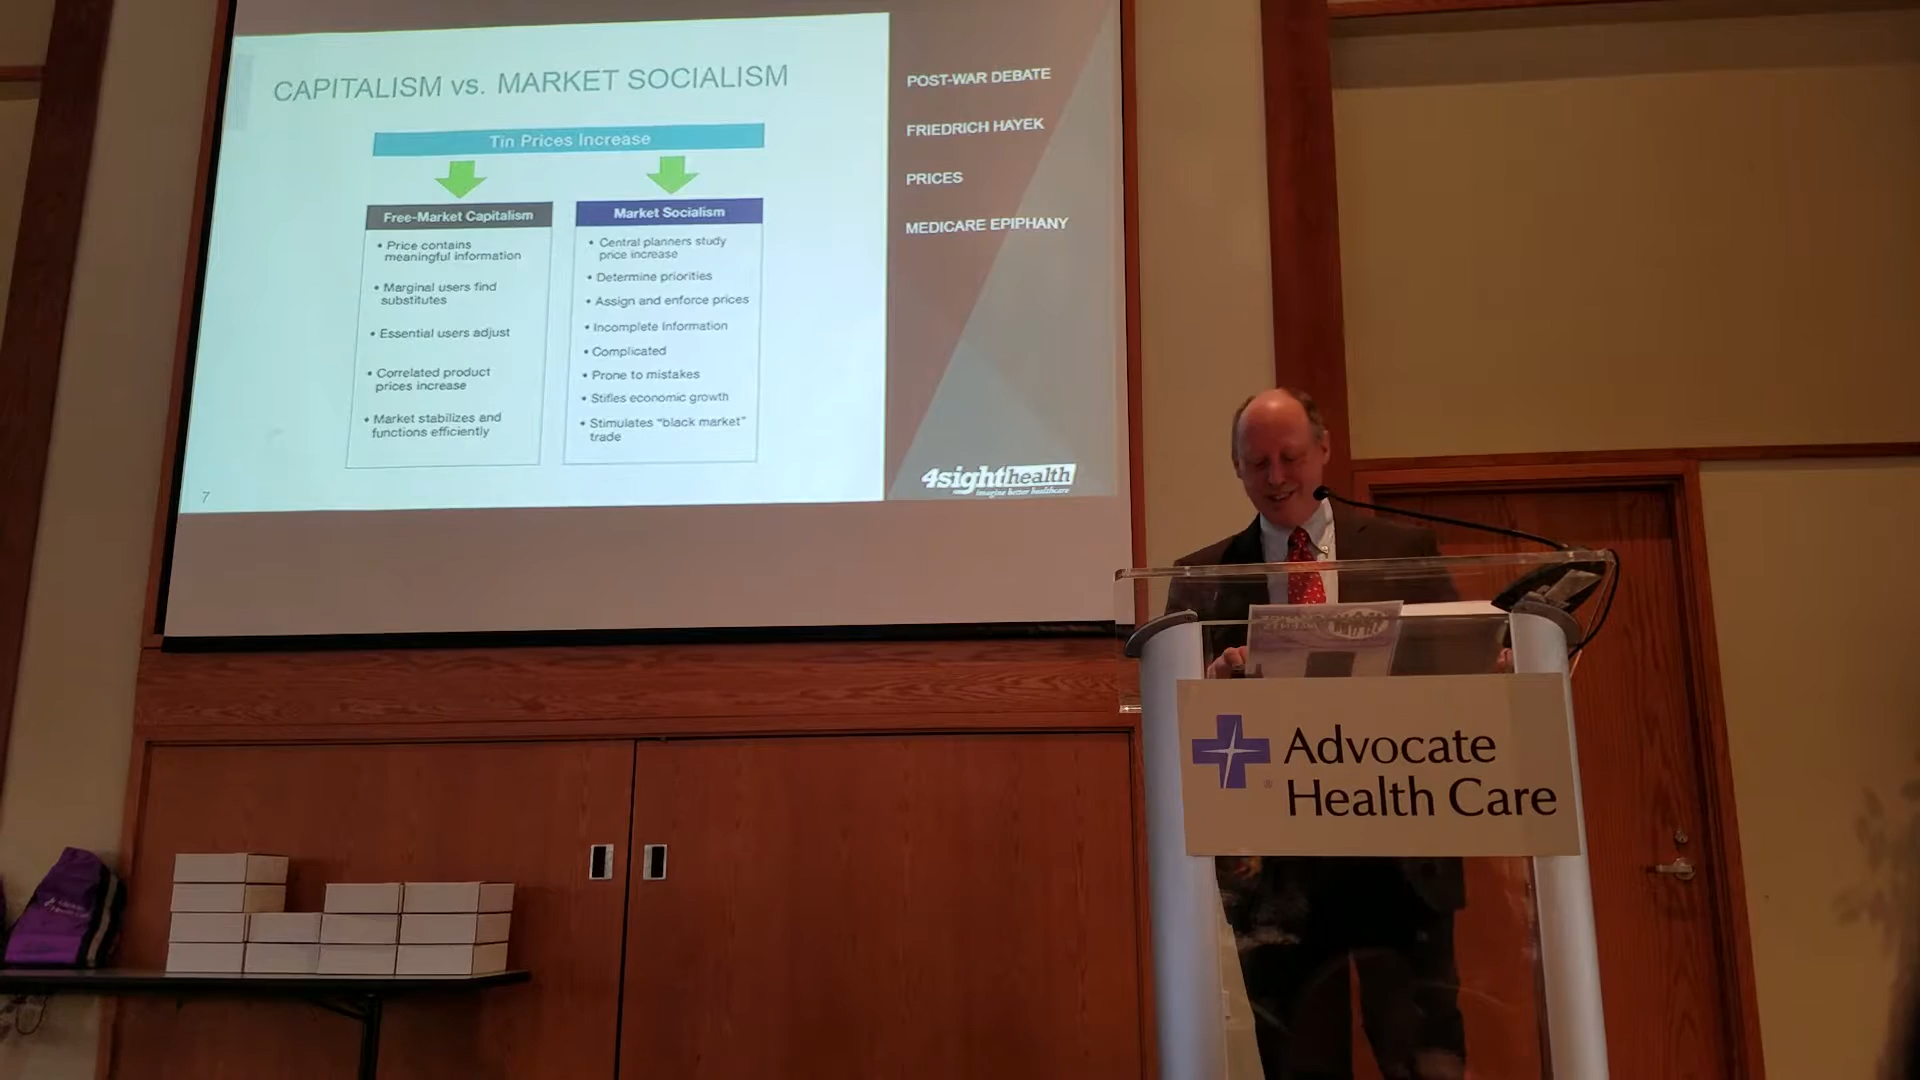 CAPITALISM vs. MARKET SOCIALISM
Tin Prices Increase
Free-Market Capitalism
• Price contains
meaningful information
• Marginal users find
substitutes
• Essential users adjust
• Correlated product
prices increase
• Market stabilizes and
functions efficiently
Market Socialism
• Central planners study
price increase
• Determine priorities
• Assign and enforce prices
• Incomplete Information
• Complicated
• Prone to mistakes
• Stifles economic growth
• Stimulates "black market"
trade
7
POST-WAR DEBATE
FRIEDRICH HAYEK
PRICES
MEDICARE EPIPHANY
4sighthealth
imagine better healthcare
Advocate
Health Care
®